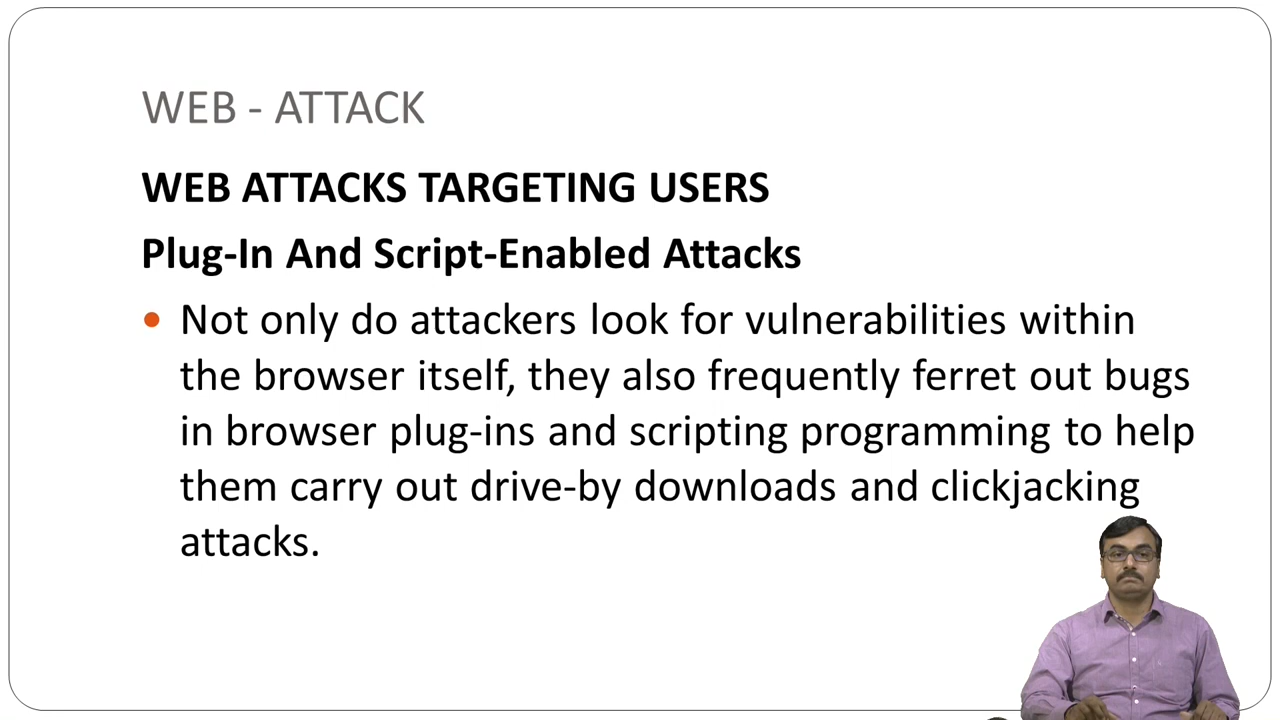 WEB - ATTACK
WEB ATTACKS TARGETING USERS
Plug-In And Script-Enabled Attacks
• Not only do attackers look for vulnerabilities within
the browser itself, they also frequently ferret out bugs
in browser plug-ins and scripting programming to help
them carry out drive-by downloads and clickjacking
attacks.